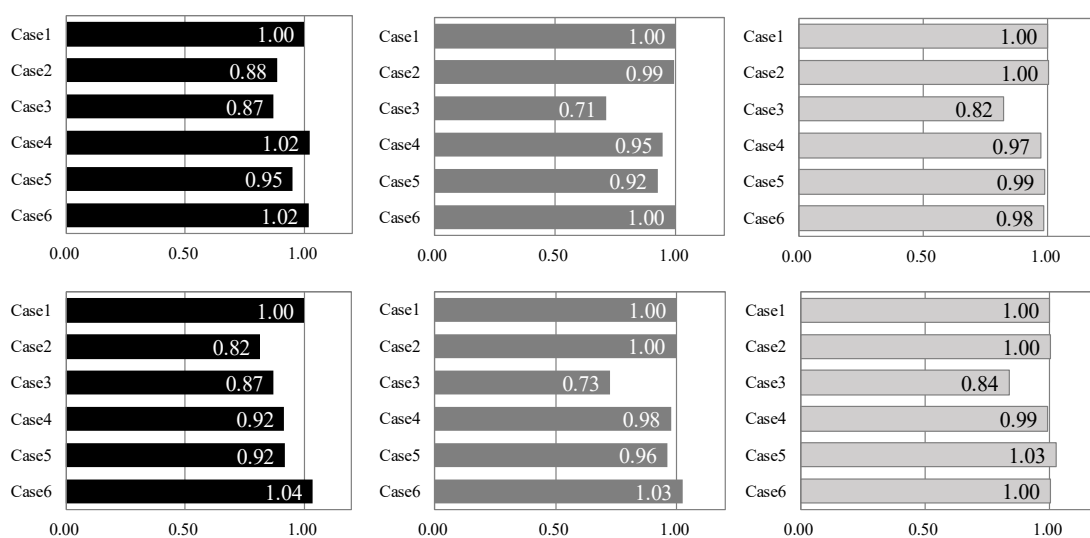 Case1 1.00
Case2 0.88
Case3 0.87
Case4 1.02
Case5 0.95
Case6 1.02
0.00 0.50 1.00
Case1 1.00
Case2 0.99
Case3 0.71
Case4 0.95
Case5 0.92
Case6 1.00
0.00 0.50 1.00
Case1 1.00
Case2 1.00
Case3 0.82
Case4 0.97
Case5 0.99
Case6 0.98
0.00 0.50 1.00
Case1 1.00
Case2 0.82
Case3 0.87
Case4 0.92
Case5 0.92
Case6 1.04
0.00 0.50 1.00
Case1 1.00
Case2 1.00
Case3 0.73
Case4 0.98
Case5 0.96
Case6 1.03
0.00 0.50 1.00
Case1 1.00
Case2 1.00
Case3 0.84
Case4 0.99
Case5 1.03
Case6 1.00
0.00 0.50 1.00